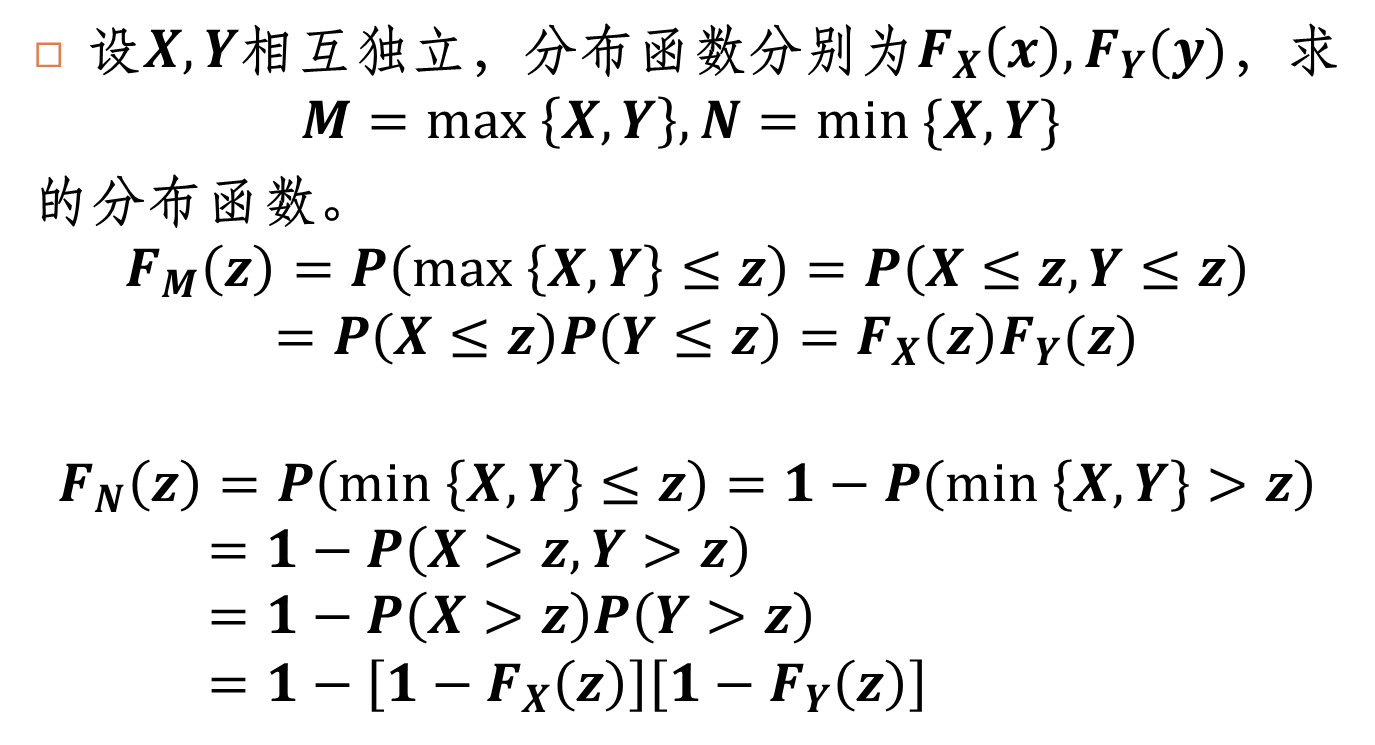 □ 设X, Y相互独立，分布函数分别为F_X(x), F_Y(y)，求
M = max {X, Y}, N = min {X, Y}
的分布函数。
F_M(z) = P(max {X, Y} ≤ z) = P(X ≤ z, Y ≤ z)
= P(X ≤ z)P(Y ≤ z) = F_X(z)F_Y(z)
F_N(z) = P(min {X, Y} ≤ z) = 1 − P(min {X, Y} > z)
= 1 − P(X > z, Y > z)
= 1 − P(X > z)P(Y > z)
= 1 − [1 − F_X(z)][1 − F_Y(z)]